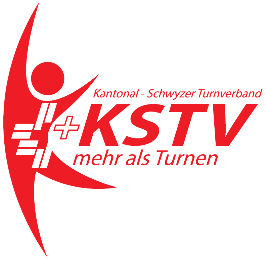 Kantonal - Schwyzer Turnverband
+KSTV
mehr als Turnen